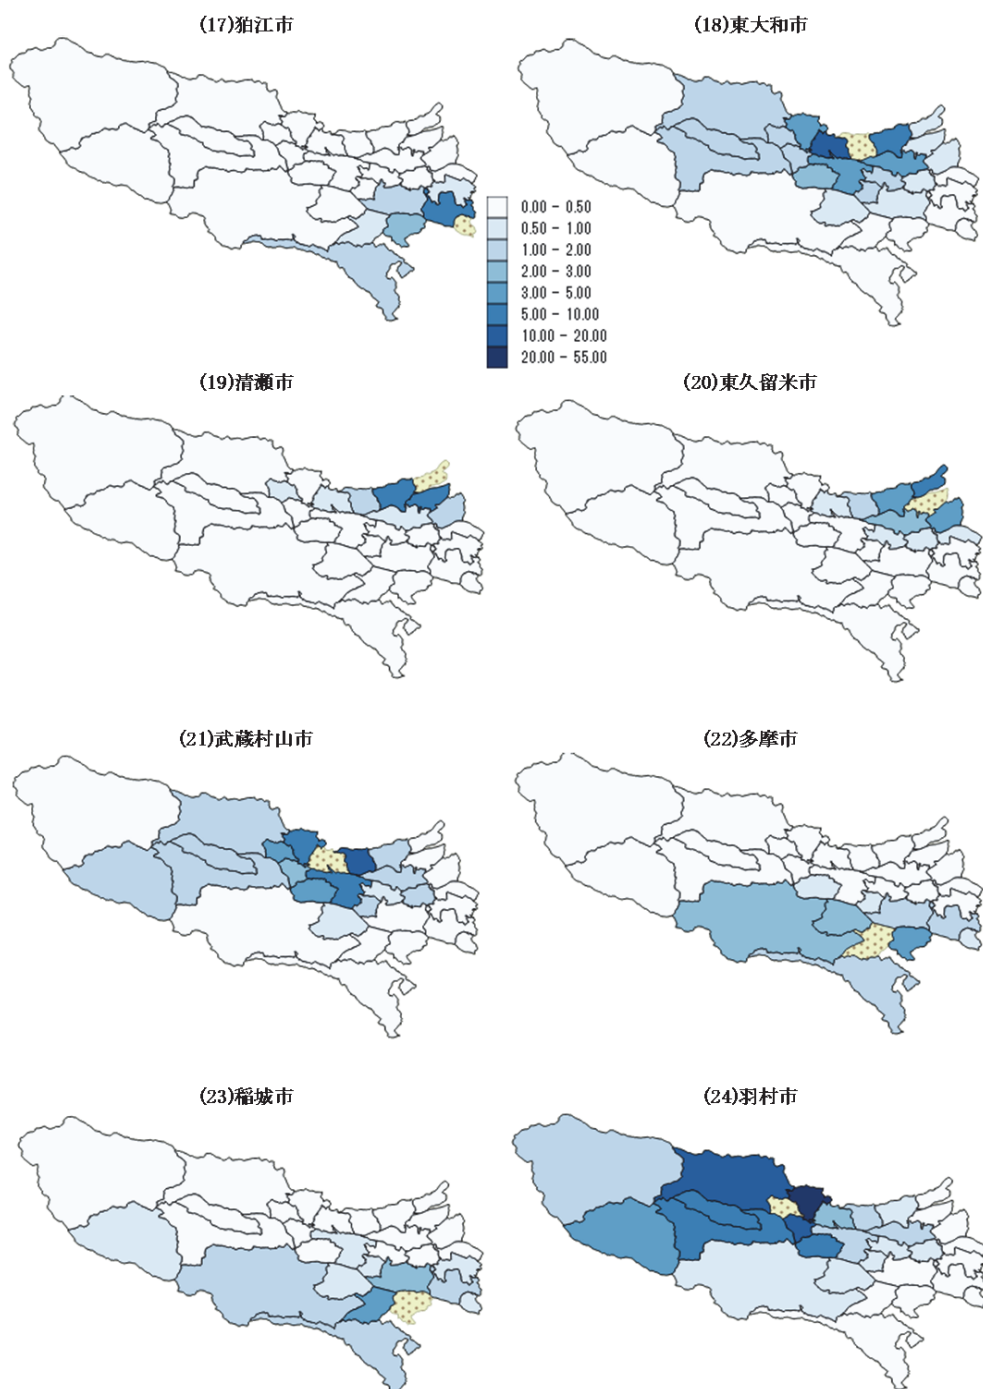 (17)狛江市
(18)東大和市
0.00 - 0.50
0.50 - 1.00
1.00 - 2.00
2.00 - 3.00
3.00 - 5.00
5.00 - 10.00
10.00 - 20.00
20.00 - 55.00
(19)清瀬市
(20)東久留米市
(21)武蔵村山市
(22)多摩市
(23)稲城市
(24)羽村市